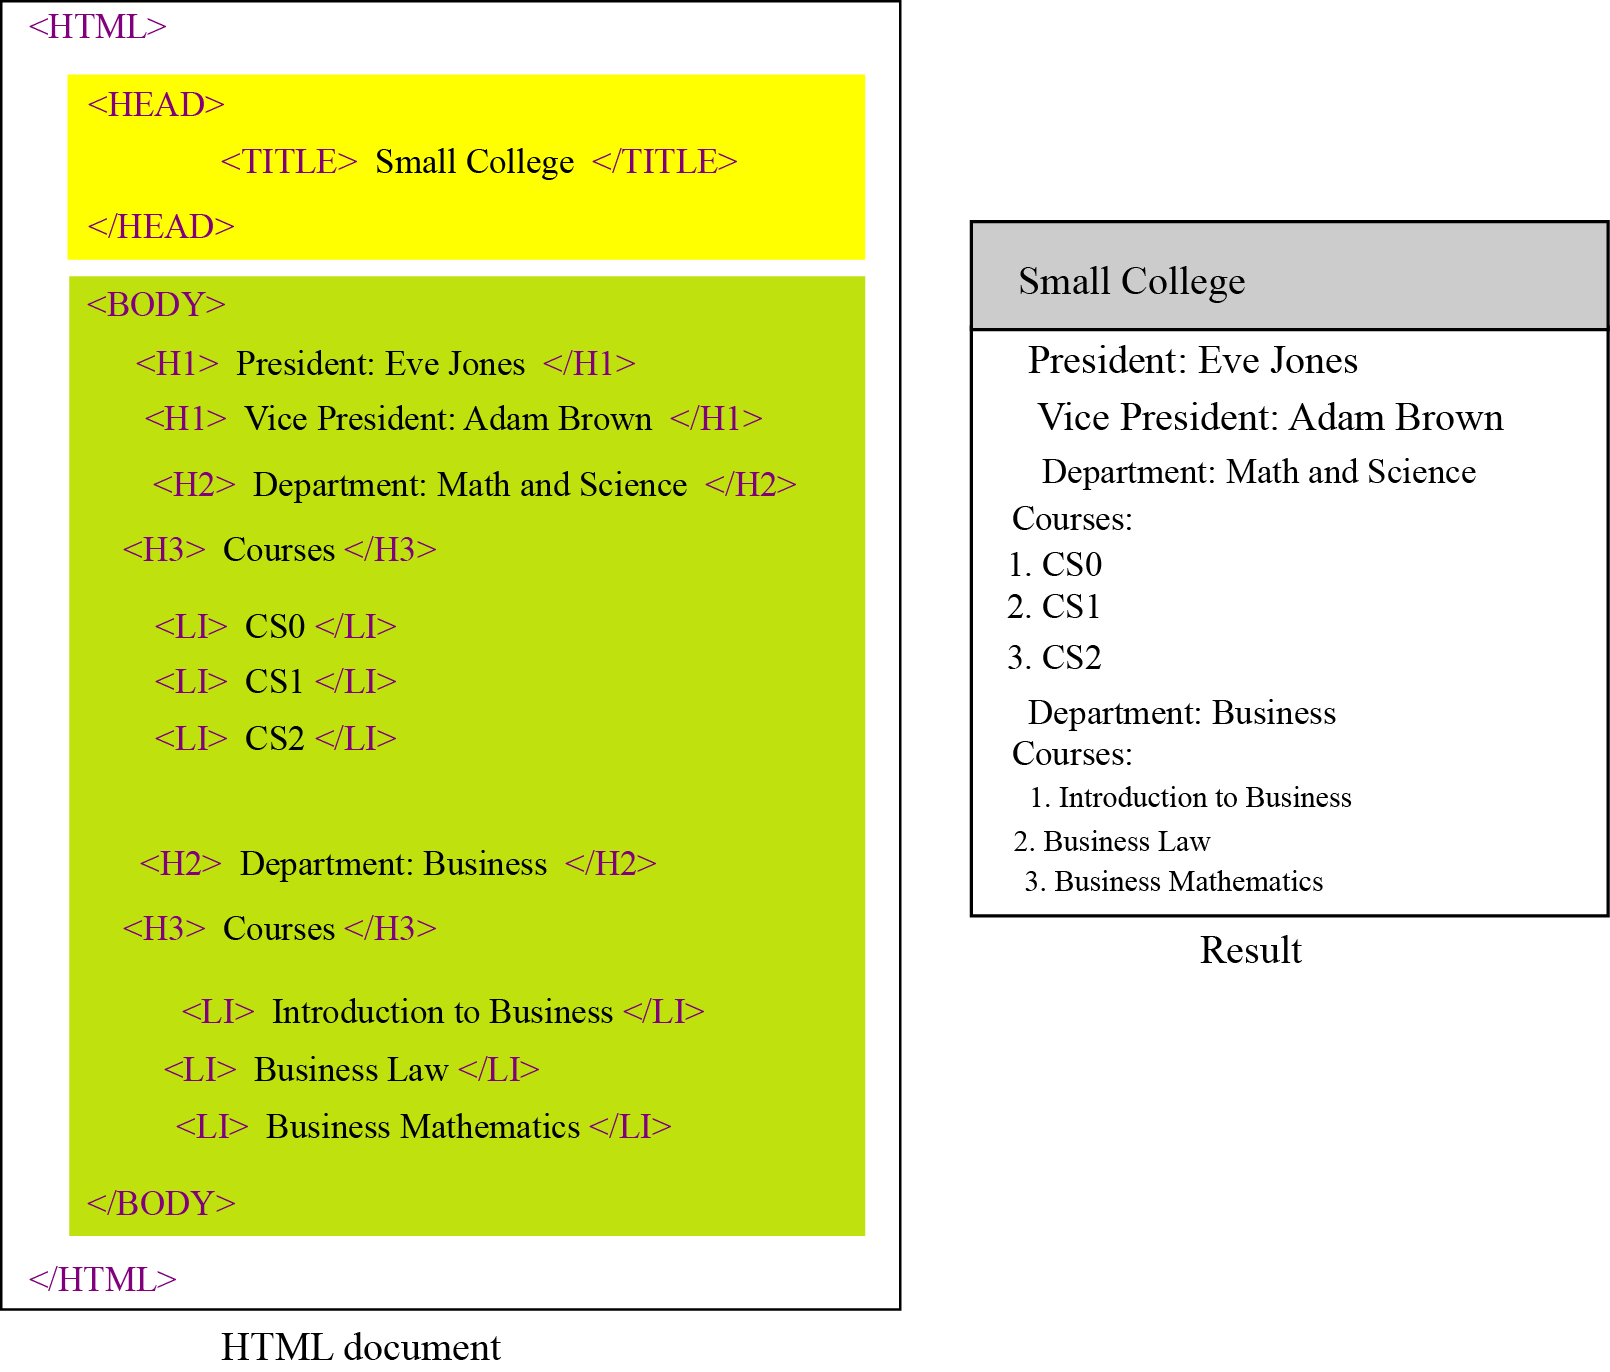 <HTML>
<HEAD>
<TITLE> Small College </TITLE>
</HEAD>
<BODY>
<H1> President: Eve Jones </H1>
<H1> Vice President: Adam Brown </H1>
<H2> Department: Math and Science </H2>
<H3> Courses </H3>
<LI> CS0 </LI>
<LI> CS1 </LI>
<LI> CS2 </LI>
<H2> Department: Business </H2>
<H3> Courses </H3>
<LI> Introduction to Business </LI>
<LI> Business Law </LI>
<LI> Business Mathematics </LI>
</BODY>
</HTML>
HTML document
Small College
President: Eve Jones
Vice President: Adam Brown
Department: Math and Science
Courses:
1. CS0
2. CS1
3. CS2
Department: Business
Courses:
1. Introduction to Business
2. Business Law
3. Business Mathematics
Result